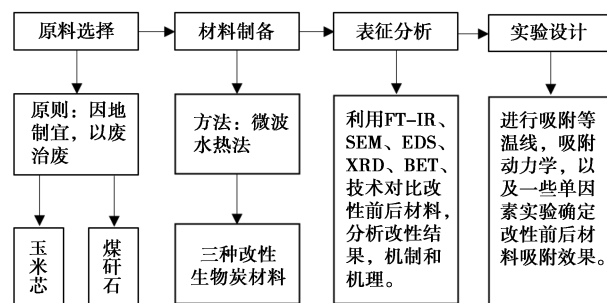 原料选择
材料制备
表征分析
实验设计
原则：因地
制宜，以废
治废
方法：微波
水热法
利用FT-IR、
SEM、EDS、
XRD、BET、
技术对比改
性前后材料，
分析改性结
果，机制和
机理。
进行吸附等
温线，吸附
动力学，以
及一些单因
素实验确定
改性前后材
料吸附效果。
玉米芯
煤矸石
三种改性
生物炭材料